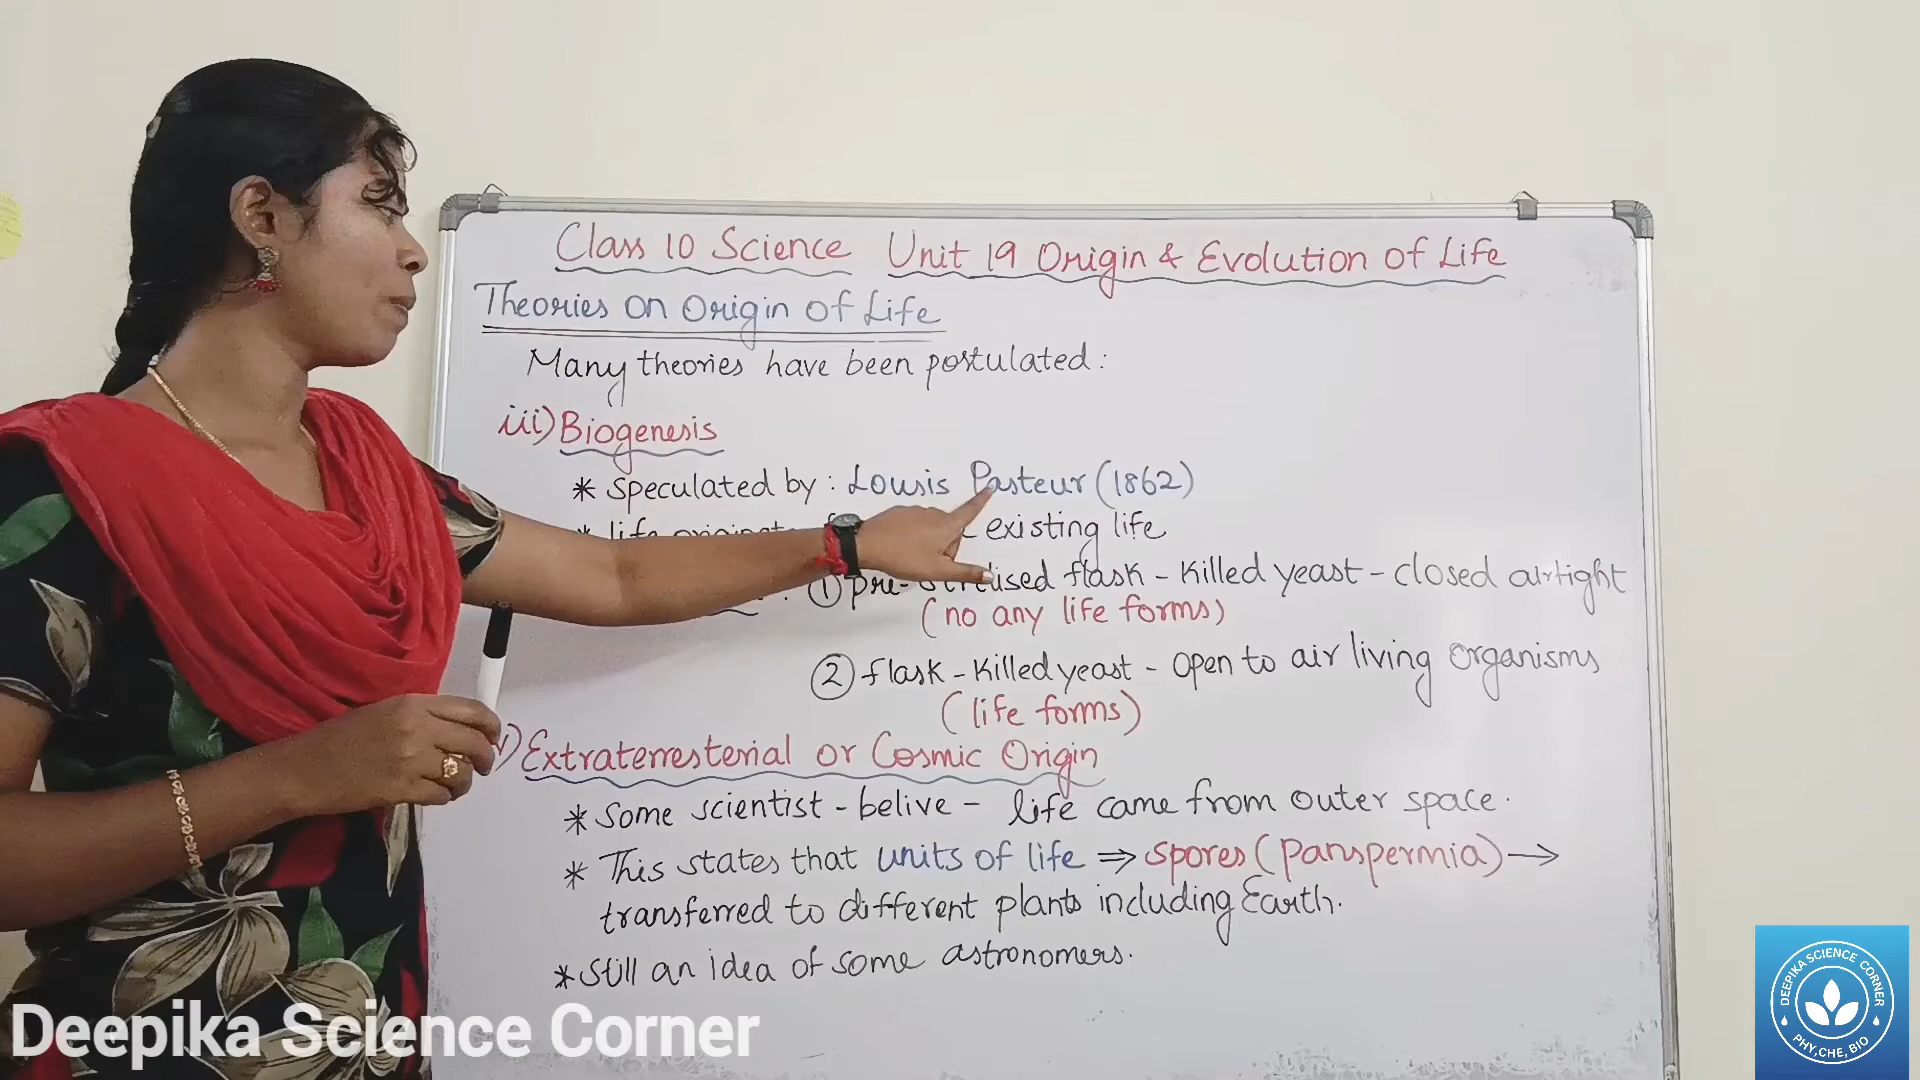 Class 10 Science Unit 19 Origin & Evolution of Life
Theories on Origin of Life
Many theories have been postulated:
iii) Biogenesis
* Speculated by: Lousis Pasteur (1862)
* life existing life
① pre- flask - Killed yeast - closed airtight
(no any life forms)
② flask - Killed yeast - open to air living organisms
(life forms)
v) Extraterresterial or Cosmic Origin
* Some scientist - belive - life came from outer space.
* This states that units of life ⇒ spores (Panspermia) →
transferred to different plants including Earth.
* Still an idea of some astronomers.
Deepika Science Corner
DEEPIKA SCIENCE CORNER
PHY, CHE, BIO